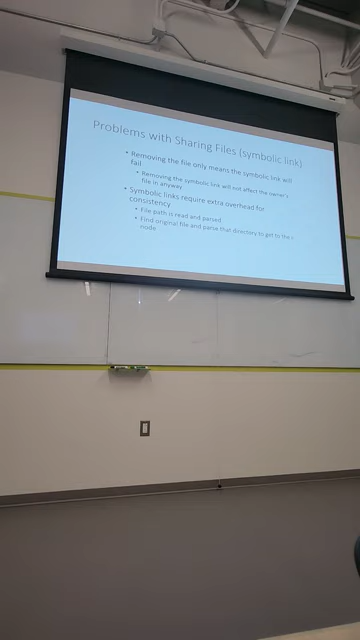 Problems with Sharing Files (symbolic link)
• Removing the file only means the symbolic link will
fail
• Removing the symbolic link will not affect the owner's
file in anyway
• Symbolic links require extra overhead for
consistency
• File path is read and parsed
• Find original file and parse that directory to get to the i-
node